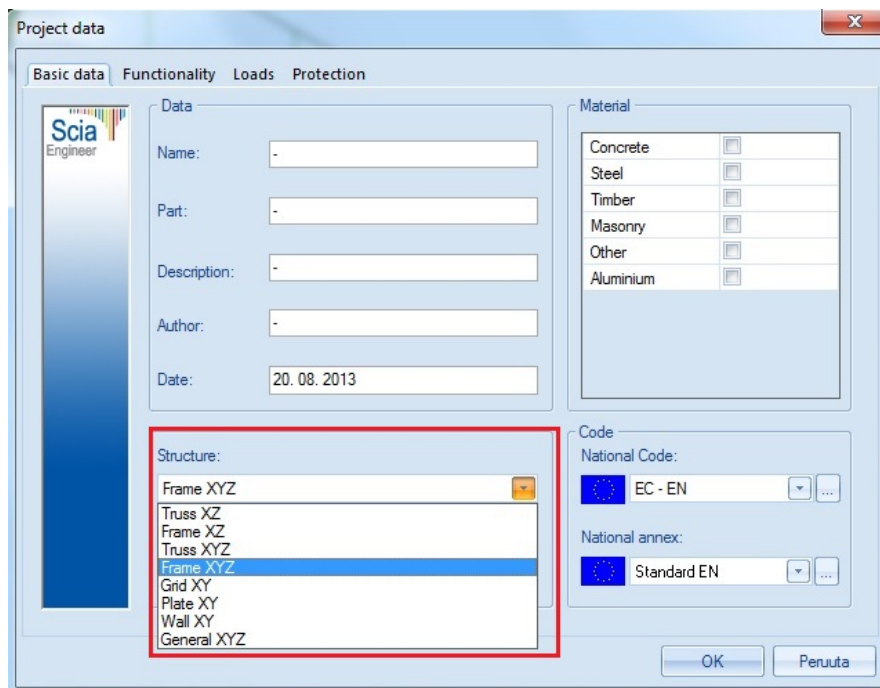 Project data
Basic data Functionality Loads Protection
Scia
Engineer
Data
Name: -
Part: -
Description: -
Author: -
Date: 20. 08. 2013
Material
Concrete
Steel
Timber
Masonry
Other
Aluminium
Structure:
Frame XYZ
Truss XZ
Frame XZ
Truss XYZ
Frame XYZ
Grid XY
Plate XY
Wall XY
General XYZ
Code
National Code:
EC - EN
...
National annex:
Standard EN
...
OK Peruuta